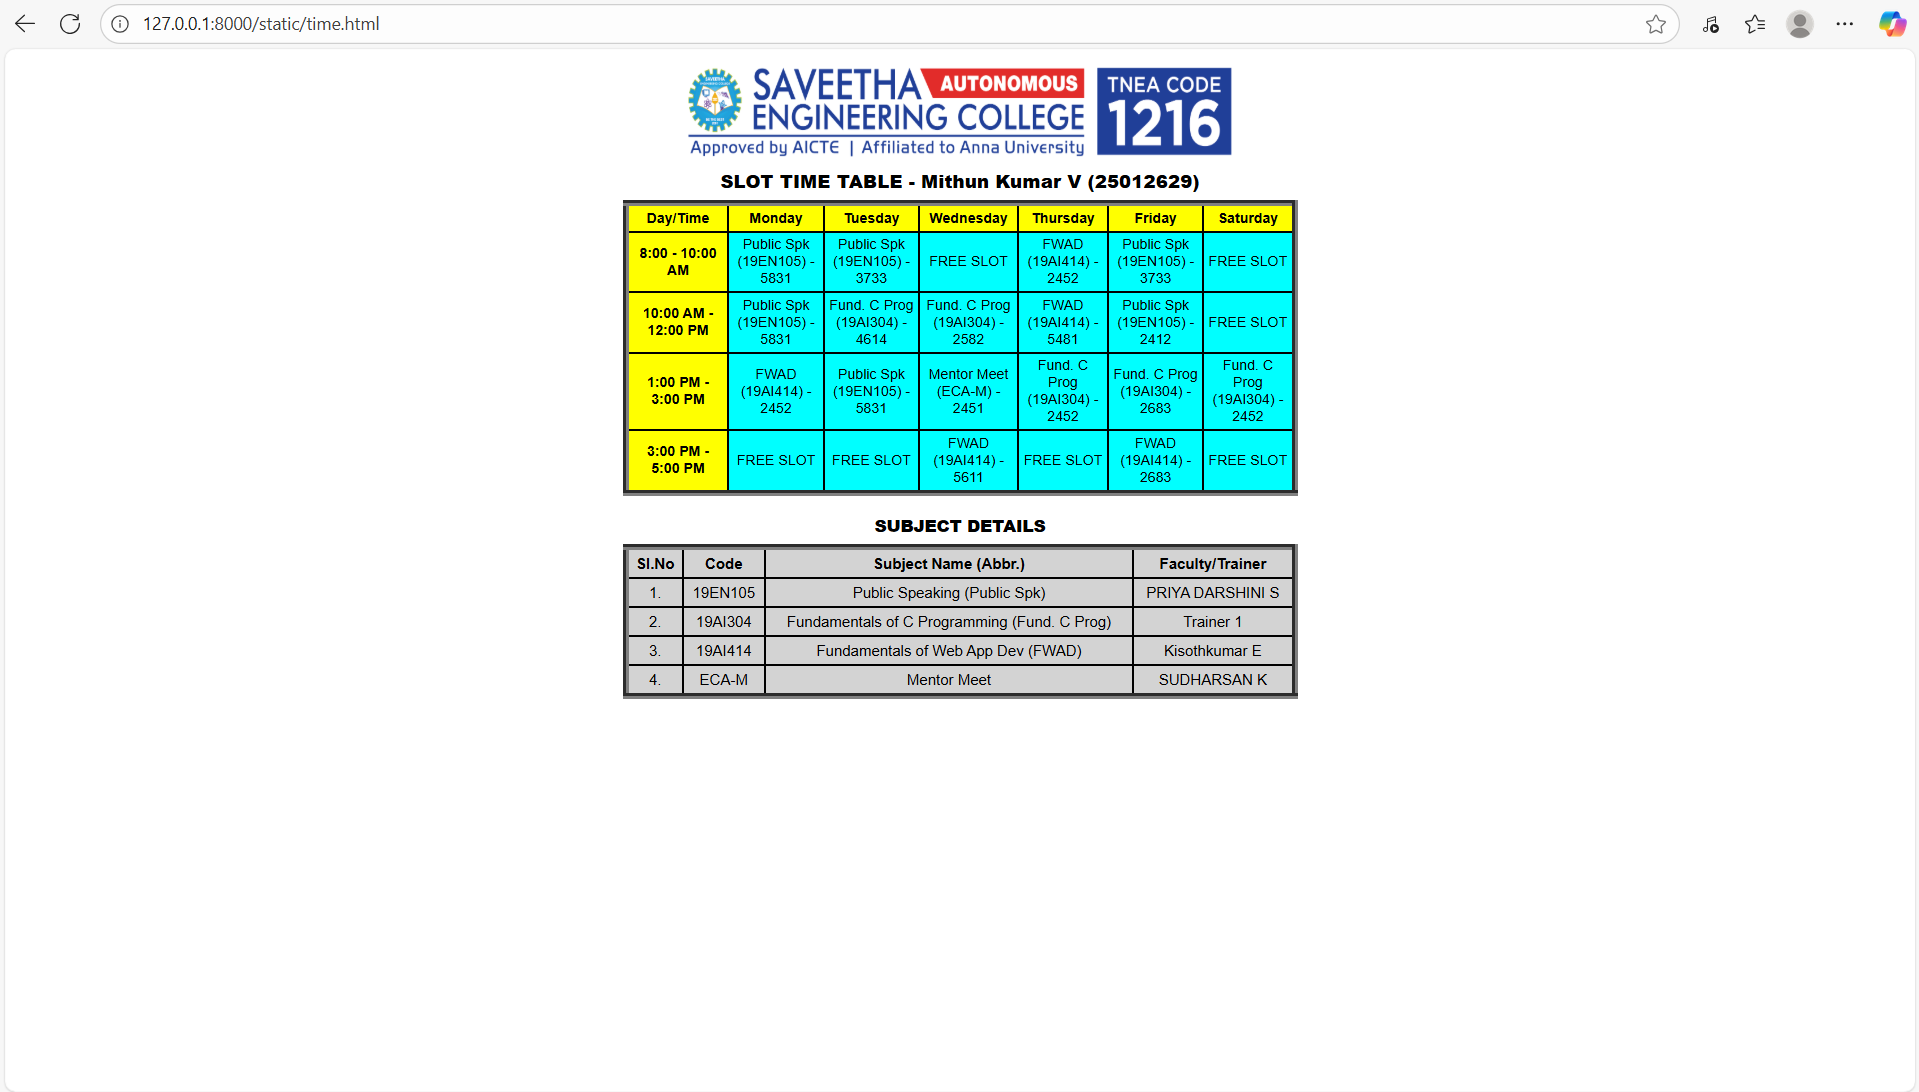 127.0.0.1:8000/static/time.html
SAVEETHA AUTONOMOUS
ENGINEERING COLLEGE
Approved by AICTE | Affiliated to Anna University
TNEA CODE
1216
SLOT TIME TABLE - Mithun Kumar V (25012629)
Day/Time Monday Tuesday Wednesday Thursday Friday Saturday
8:00 - 10:00 AM Public Spk (19EN105) - 5831 Public Spk (19EN105) - 3733 FREE SLOT FWAD (19AI414) - 2452 Public Spk (19EN105) - 3733 FREE SLOT
10:00 AM - 12:00 PM Public Spk (19EN105) - 5831 Fund. C Prog (19AI304) - 4614 Fund. C Prog (19AI304) - 2582 FWAD (19AI414) - 5481 Public Spk (19EN105) - 2412 FREE SLOT
1:00 PM - 3:00 PM FWAD (19AI414) - 2452 Public Spk (19EN105) - 5831 Mentor Meet (ECA-M) - 2451 Fund. C Prog (19AI304) - 2452 Fund. C Prog (19AI304) - 2683 Fund. C Prog (19AI304) - 2452
3:00 PM - 5:00 PM FREE SLOT FREE SLOT FWAD (19AI414) - 5611 FREE SLOT FWAD (19AI414) - 2683 FREE SLOT
SUBJECT DETAILS
Sl.No Code Subject Name (Abbr.) Faculty/Trainer
1. 19EN105 Public Speaking (Public Spk) PRIYA DARSHINI S
2. 19AI304 Fundamentals of C Programming (Fund. C Prog) Trainer 1
3. 19AI414 Fundamentals of Web App Dev (FWAD) Kisothkumar E
4. ECA-M Mentor Meet SUDHARSAN K